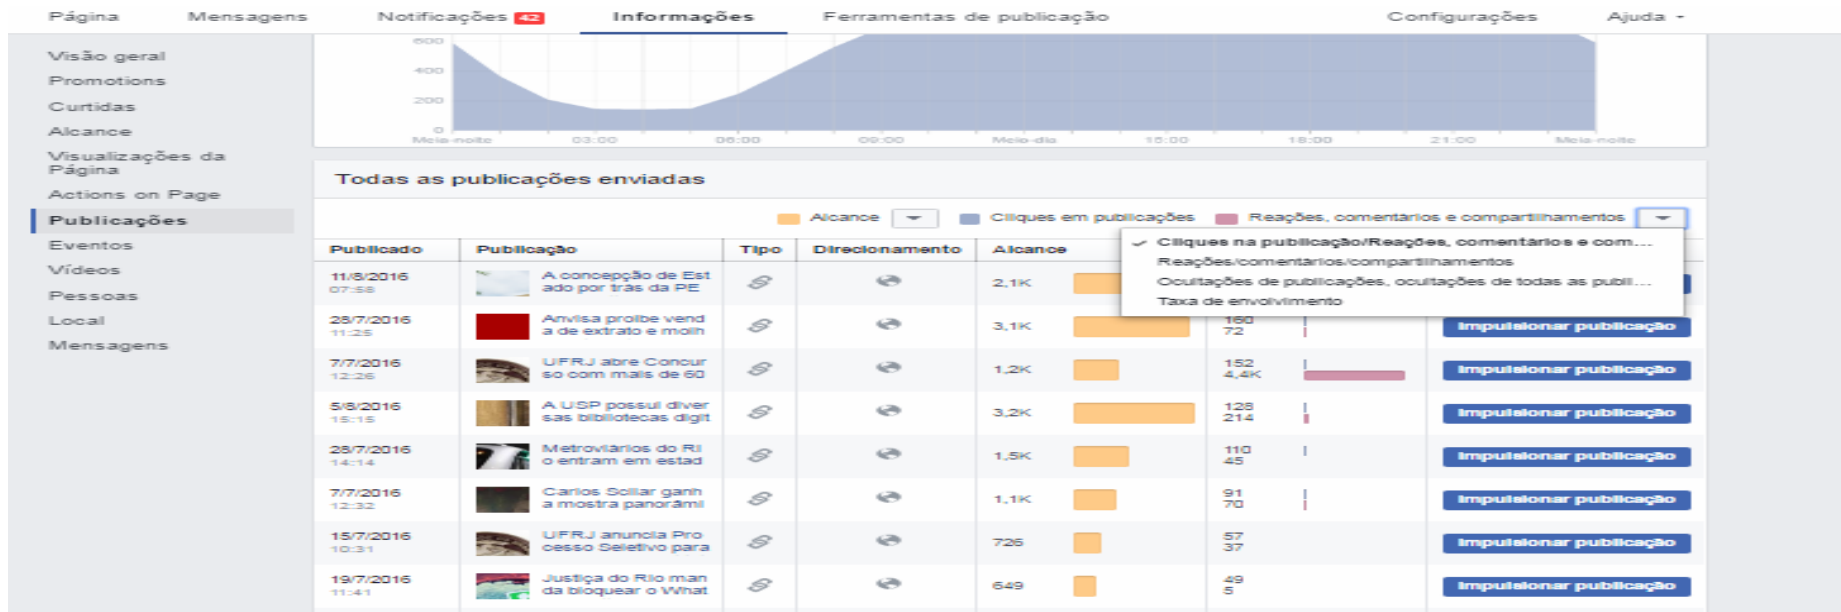 Página Mensagens Notificações 42 Informações Ferramentas de publicação Configurações Ajuda
Visão geral
Promotions
Curtidas
Alcance
Visualizações da
Página
Actions on Page
Publicações
Eventos
Vídeos
Pessoas
Local
Mensagens
600
400
200
0
Meia-noite 03:00 06:00 09:00 Meio-dia 15:00 18:00 21:00 Meia-noite
Todas as publicações enviadas
Alcance Cliques em publicações Reações, comentários e compartilhamentos
Cliques na publicação/Reações, comentários e com...
Reações/comentários/compartilhamentos
Ocultações de publicações, ocultações de todas as publi...
Taxa de envolvimento
Publicado Publicação Tipo Direcionamento Alcance
11/8/2016 A concepção de Est
07:58 ado por trás da PE
2,1K
28/7/2016 Anvisa proíbe vend
11:25 a de extrato e molh
3,1K 160
72
Impulsionar publicação
7/7/2016 UFRJ abre Concur
12:26 so com mais de 60
1,2K 152
4,4K
Impulsionar publicação
5/8/2016 A USP possui diver
15:15 sas bibliotecas digit
3,2K 128
214
Impulsionar publicação
28/7/2016 Metroviários do Ri
14:14 o entram em estad
1,5K 110
45
Impulsionar publicação
7/7/2016 Carlos Scliar ganh
12:32 a mostra panorâmi
1,1K 91
70
Impulsionar publicação
15/7/2016 UFRJ anuncia Pro
10:31 cesso Seletivo para
726 57
37
Impulsionar publicação
19/7/2016 Justiça do Rio man
11:41 da bloquear o What
649 49
5
Impulsionar publicação